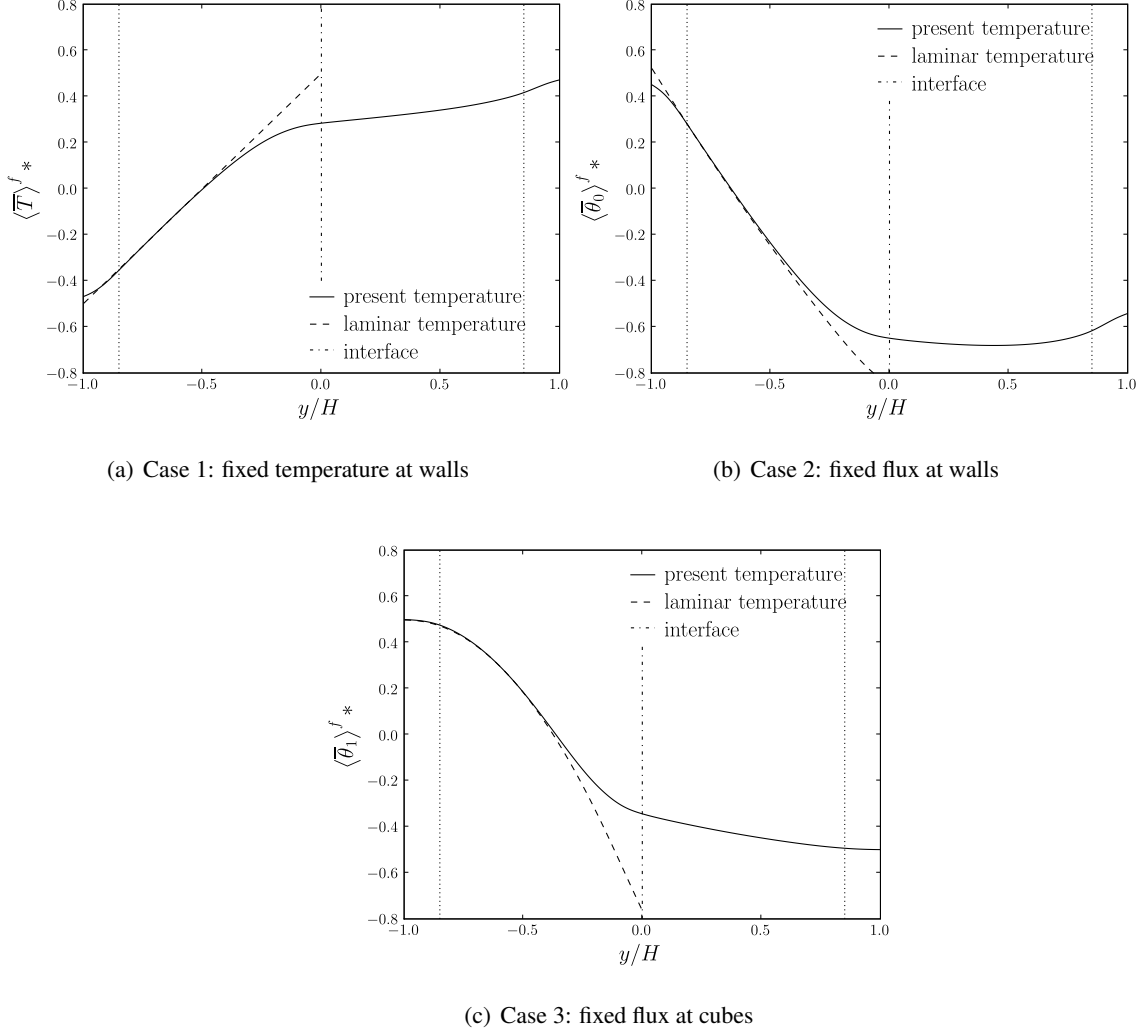 0.8
0.6
0.4
0.2
0.0
−0.2
−0.4
−0.6
−0.8
−1.0 −0.5 0.0 0.5 1.0
y/H
⟨T̅⟩ᶠ*
present temperature
laminar temperature
interface
(a) Case 1: fixed temperature at walls
0.8
0.6
0.4
0.2
0.0
−0.2
−0.4
−0.6
−0.8
−1.0 −0.5 0.0 0.5 1.0
y/H
⟨θ̅₀⟩ᶠ*
present temperature
laminar temperature
interface
(b) Case 2: fixed flux at walls
0.8
0.6
0.4
0.2
0.0
−0.2
−0.4
−0.6
−0.8
−1.0 −0.5 0.0 0.5 1.0
y/H
⟨θ̅₁⟩ᶠ*
present temperature
laminar temperature
interface
(c) Case 3: fixed flux at cubes